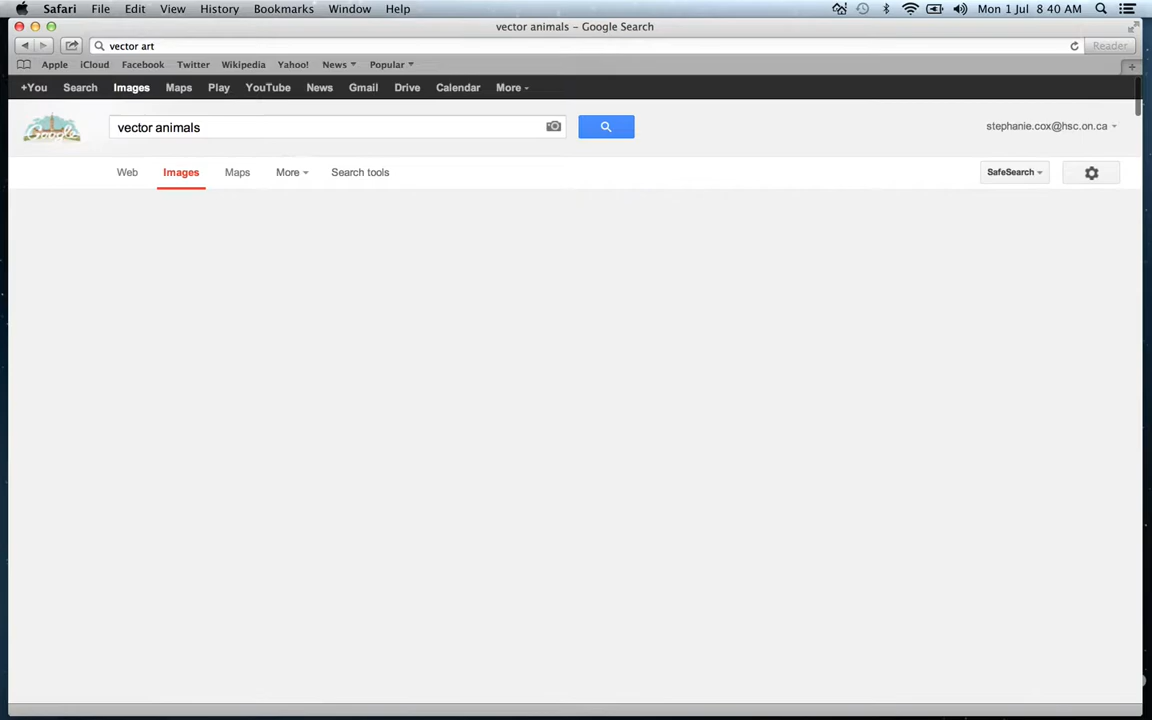 Safari File Edit View History Bookmarks Window Help Mon 1 Jul 8 40 AM
vector animals – Google Search
vector art Reader
Apple iCloud Facebook Twitter Wikipedia Yahoo! News Popular
+You Search Images Maps Play YouTube News Gmail Drive Calendar More
Google vector animals stephanie.cox@hsc.on.ca
Web Images Maps More Search tools SafeSearch